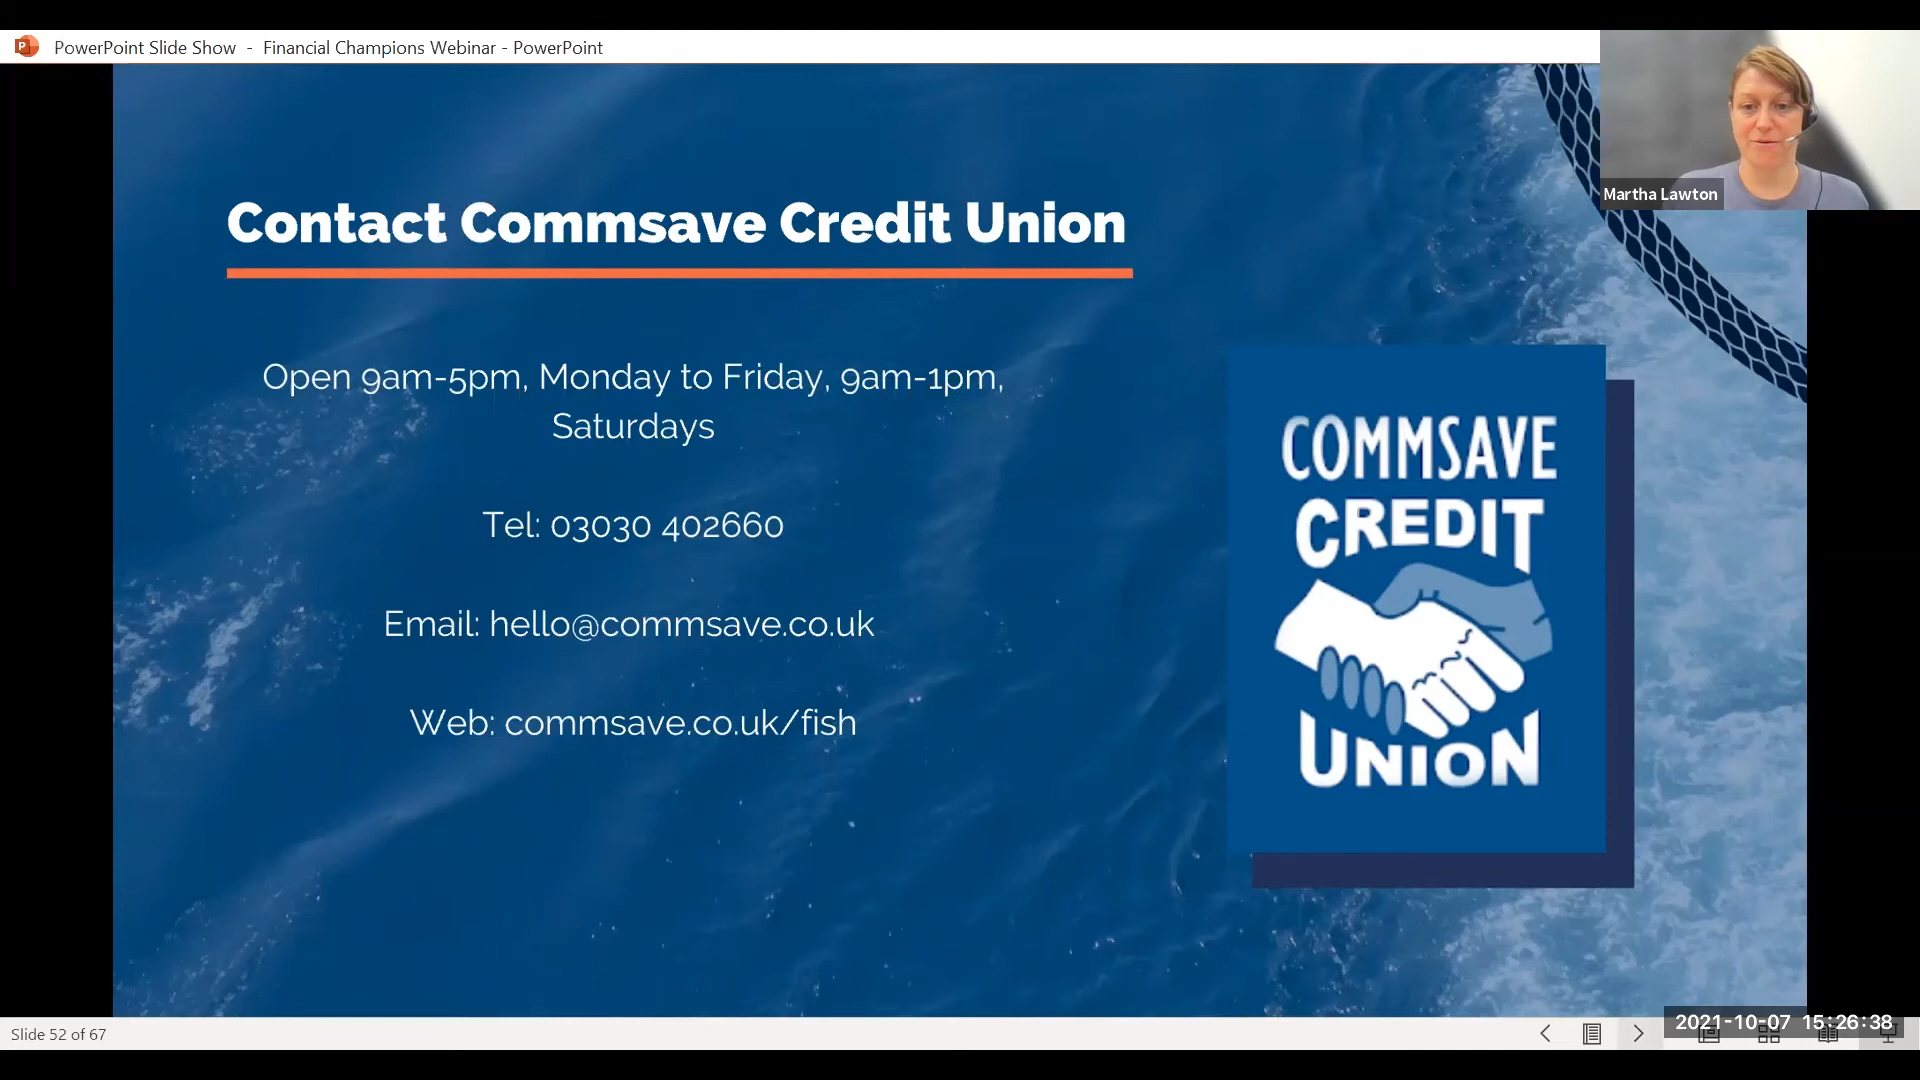 PowerPoint Slide Show - Financial Champions Webinar - PowerPoint
Martha Lawton
Contact Commsave Credit Union
Open 9am-5pm, Monday to Friday, 9am-1pm,
Saturdays
Tel: 03030 402660
Email: hello@commsave.co.uk
Web: commsave.co.uk/fish
COMMSAVE
CREDIT
UNION
Slide 52 of 67
2021-10-07 15:26:38